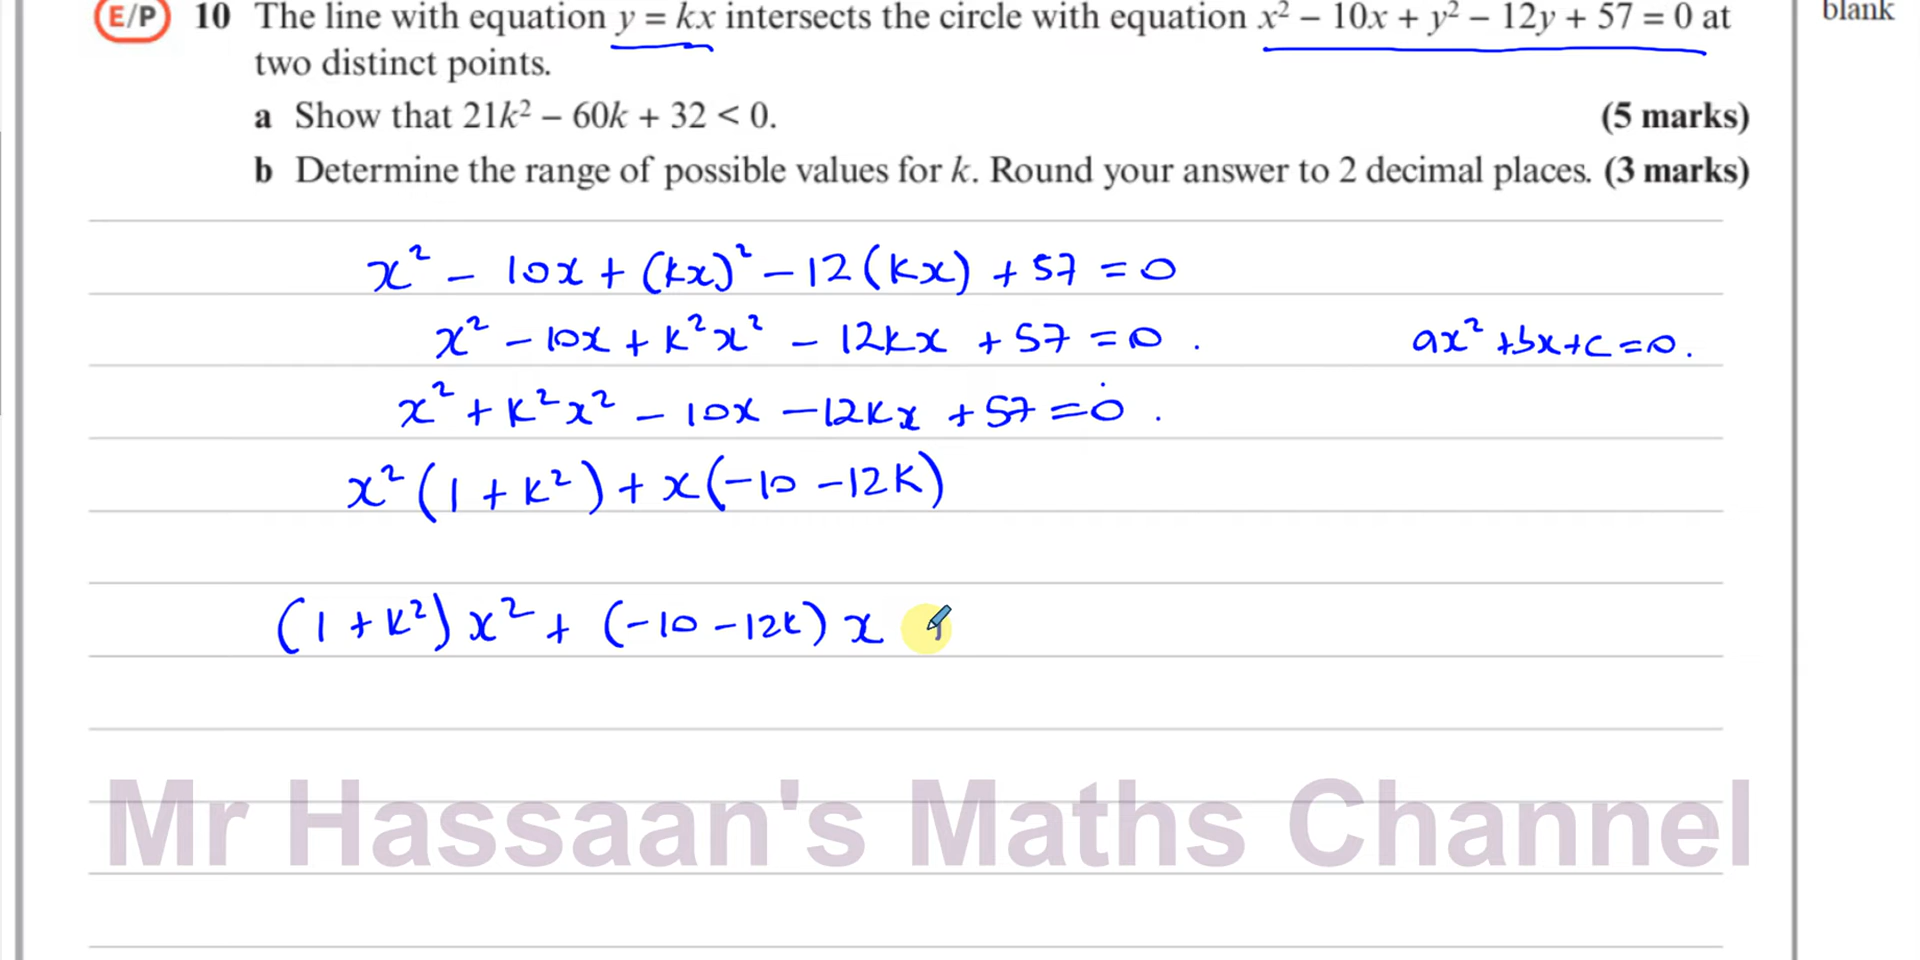 E/P 10 The line with equation y = kx intersects the circle with equation x² − 10x + y² − 12y + 57 = 0 at
blank
two distinct points.
a Show that 21k² − 60k + 32 < 0. (5 marks)
b Determine the range of possible values for k. Round your answer to 2 decimal places. (3 marks)
x² − 10x + (kx)² − 12(kx) + 57 = 0
x² − 10x + k²x² − 12kx + 57 = 0 .
ax² + bx + c = 0 .
x² + k²x² − 10x − 12kx + 57 = 0 .
x²(1 + k²) + x(−10 − 12k)
(1 + k²)x² + (−10 − 12k)x
Mr Hassaan's Maths Channel